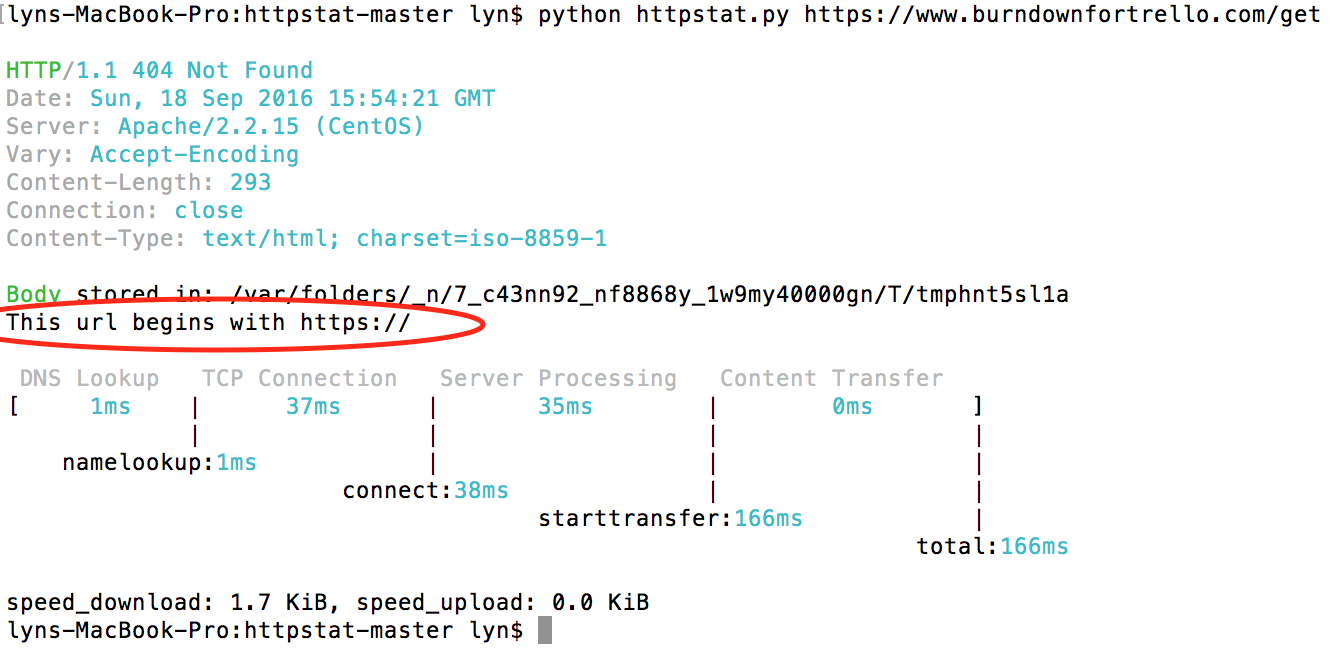 [lyns-MacBook-Pro:httpstat-master lyn$ python httpstat.py https://www.burndownfortrello.com/get
HTTP/1.1 404 Not Found
Date: Sun, 18 Sep 2016 15:54:21 GMT
Server: Apache/2.2.15 (CentOS)
Vary: Accept-Encoding
Content-Length: 293
Connection: close
Content-Type: text/html; charset=iso-8859-1
Body stored in: /var/folders/_n/7_c43nn92_nf8868y_1w9my40000gn/T/tmphnt5sl1a
This url begins with https://
DNS Lookup   TCP Connection   Server Processing   Content Transfer
[     1ms    |      37ms      |       35ms        |        0ms       ]
             |                |                   |                  |
    namelookup:1ms            |                   |                  |
                        connect:38ms              |                  |
                                      starttransfer:166ms            |
                                                                 total:166ms
speed_download: 1.7 KiB, speed_upload: 0.0 KiB
lyns-MacBook-Pro:httpstat-master lyn$